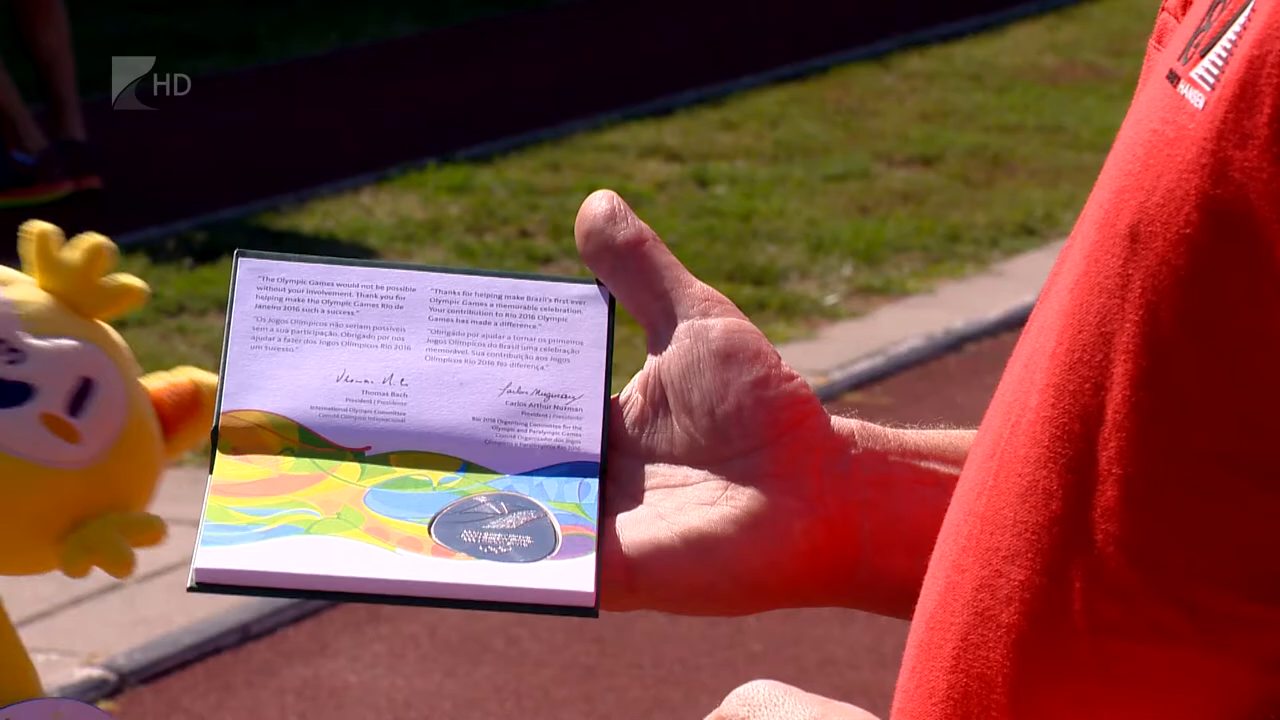 HD
"The Olympic Games would not be possible
without your involvement. Thank you for
helping make the Olympic Games Rio de
Janeiro 2016 such a success."
"Os Jogos Olímpicos não seriam possíveis
sem a sua participação. Obrigado por nos
ajudar a fazer dos Jogos Olímpicos Rio 2016
um sucesso."
Thomas Bach
President | Presidente
International Olympic Committee
Comitê Olímpico Internacional
"Thanks for helping make Brazil's first ever
Olympic Games a memorable celebration.
Your contribution to Rio 2016 Olympic
Games has made a difference."
"Obrigado por ajudar a tornar os primeiros
Jogos Olímpicos do Brasil uma celebração
memorável. Sua contribuição aos Jogos
Olímpicos Rio 2016 fez diferença."
Carlos Arthur Nuzman
President | Presidente
Rio 2016 Organising Committee for the
Olympic and Paralympic Games
Comitê Organizador dos Jogos
Olímpicos e Paralímpicos Rio 2016
HANSEN